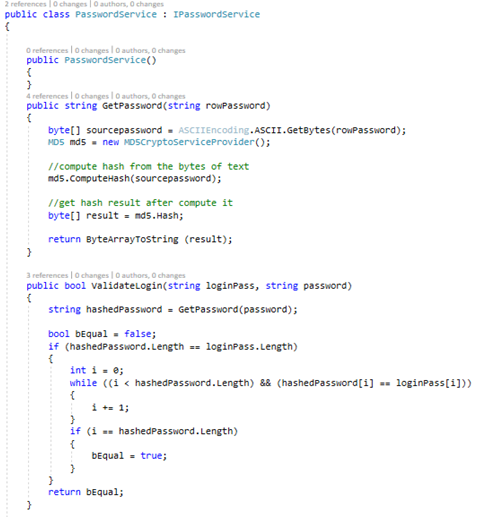 2 references | 0 changes | 0 authors, 0 changes
public class PasswordService : IPasswordService
{
0 references | 0 changes | 0 authors, 0 changes
public PasswordService()
{
}
4 references | 0 changes | 0 authors, 0 changes
public string GetPassword(string rowPassword)
{
byte[] sourcepassword = ASCIIEncoding.ASCII.GetBytes(rowPassword);
MD5 md5 = new MD5CryptoServiceProvider();
//compute hash from the bytes of text
md5.ComputeHash(sourcepassword);
//get hash result after compute it
byte[] result = md5.Hash;
return ByteArrayToString (result);
}
3 references | 0 changes | 0 authors, 0 changes
public bool ValidateLogin(string loginPass, string password)
{
string hashedPassword = GetPassword(password);
bool bEqual = false;
if (hashedPassword.Length == loginPass.Length)
{
int i = 0;
while ((i < hashedPassword.Length) && (hashedPassword[i] == loginPass[i]))
{
i += 1;
}
if (i == hashedPassword.Length)
{
bEqual = true;
}
}
return bEqual;
}